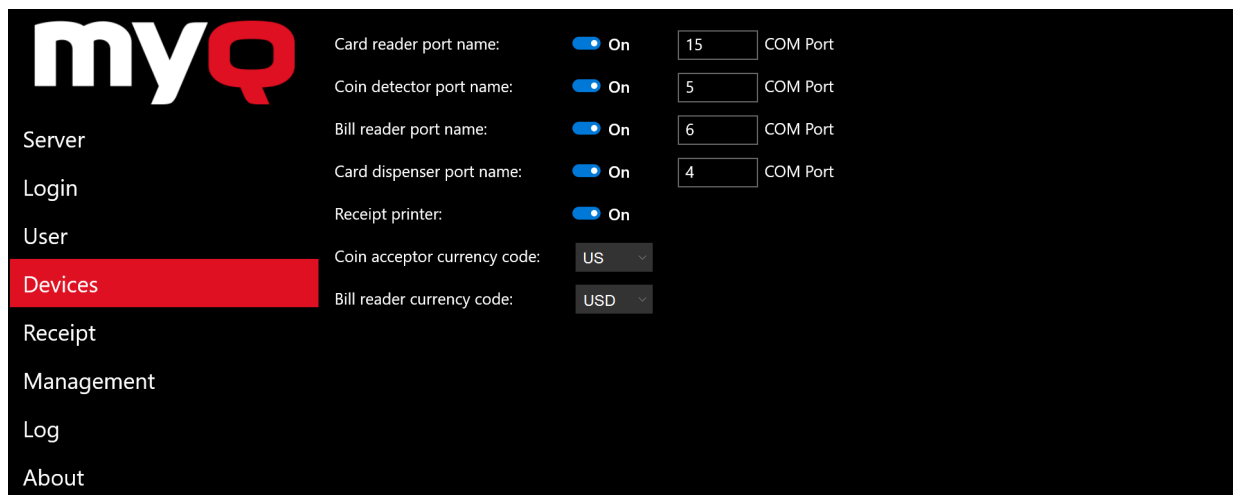 myQ
Server
Login
User
Devices
Receipt
Management
Log
About
Card reader port name: On 15 COM Port
Coin detector port name: On 5 COM Port
Bill reader port name: On 6 COM Port
Card dispenser port name: On 4 COM Port
Receipt printer: On
Coin acceptor currency code: US
Bill reader currency code: USD